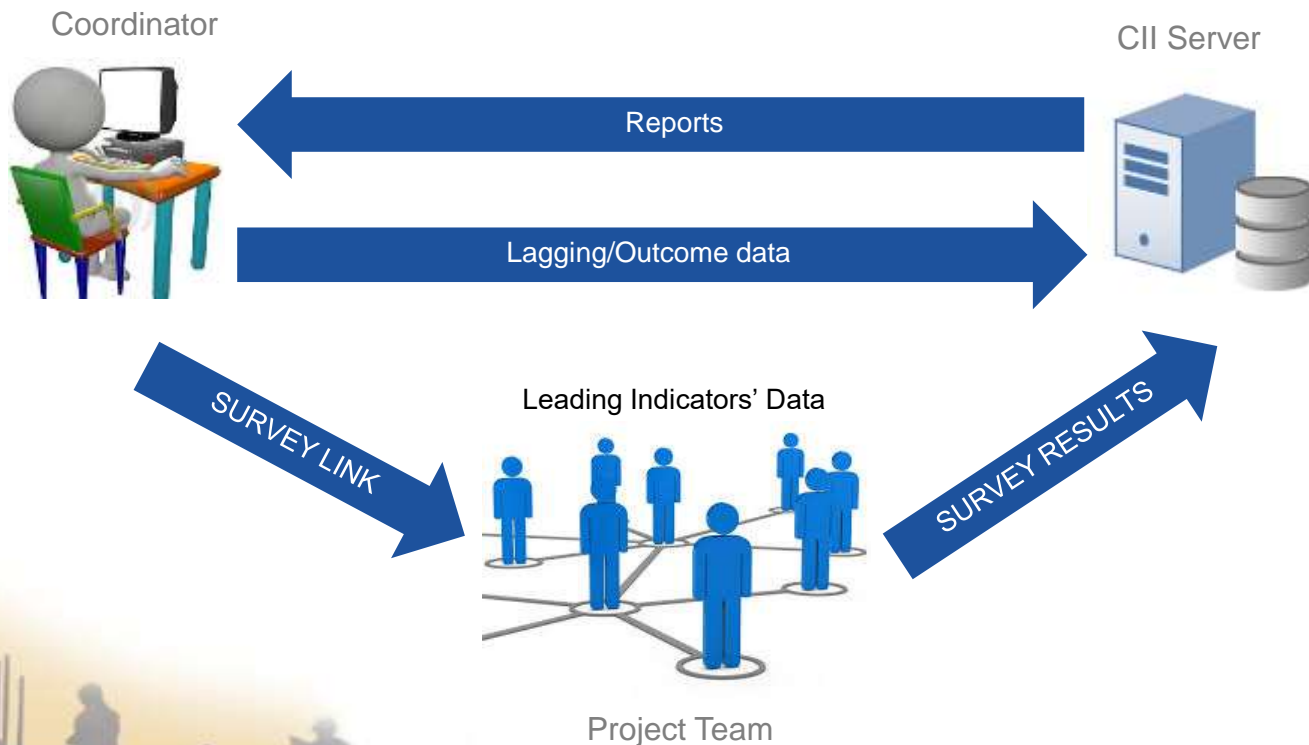 Coordinator
CII Server
Reports
Lagging/Outcome data
Leading Indicators’ Data
SURVEY LINK
SURVEY RESULTS
Project Team